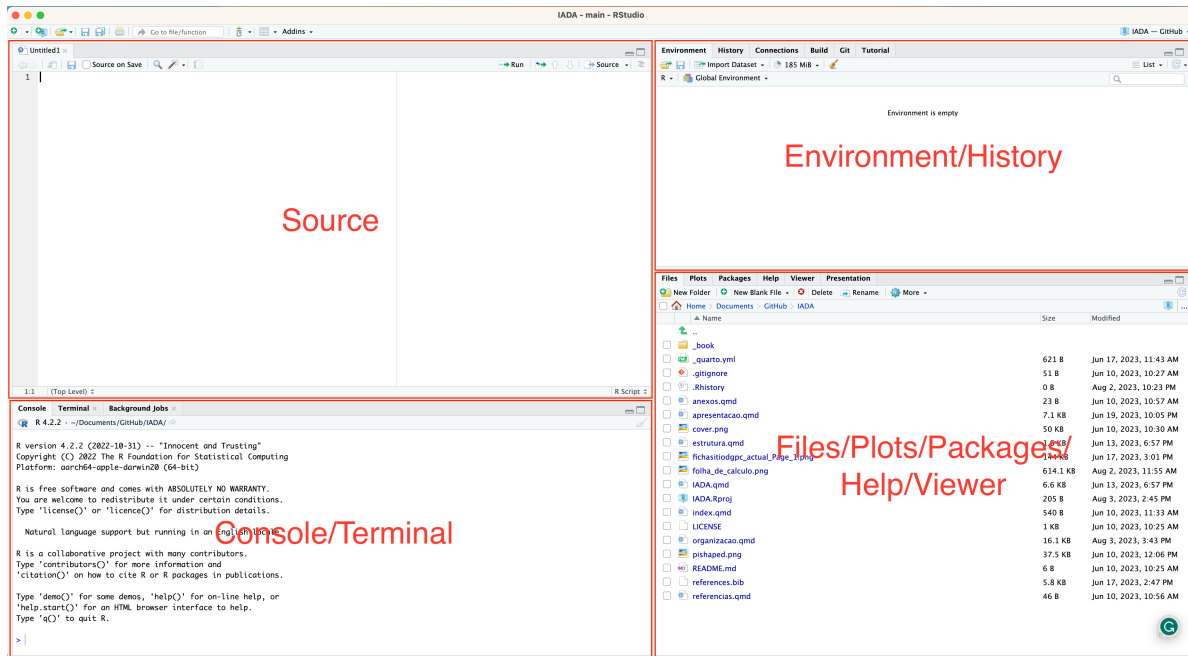 IADA - main - RStudio
Go to file/function
Addins
IADA — GitHub
Untitled1
Source on Save
Run
Source
1
Source
1:1 (Top Level)
R Script
Console Terminal Background Jobs
R 4.2.2 · ~/Documents/GitHub/IADA/
R version 4.2.2 (2022-10-31) -- "Innocent and Trusting"
Copyright (C) 2022 The R Foundation for Statistical Computing
Platform: aarch64-apple-darwin20 (64-bit)
R is free software and comes with ABSOLUTELY NO WARRANTY.
You are welcome to redistribute it under certain conditions.
Type 'license()' or 'licence()' for distribution details.
Natural language support but running in an English locale
R is a collaborative project with many contributors.
Type 'contributors()' for more information and
'citation()' on how to cite R or R packages in publications.
Type 'demo()' for some demos, 'help()' for on-line help, or
'help.start()' for an HTML browser interface to help.
Type 'q()' to quit R.
>
Console/Terminal
Environment History Connections Build Git Tutorial
Import Dataset 185 MiB List
R Global Environment
Environment is empty
Environment/History
Files Plots Packages Help Viewer Presentation
New Folder New Blank File Delete Rename More
Home > Documents > GitHub > IADA
Name Size Modified
..
_book
_quarto.yml 621 B Jun 17, 2023, 11:43 AM
.gitignore 51 B Jun 10, 2023, 10:27 AM
.Rhistory 0 B Aug 2, 2023, 10:23 PM
anexos.qmd 23 B Jun 10, 2023, 10:57 AM
apresentacao.qmd 7.1 KB Jun 19, 2023, 10:05 PM
cover.png 50 KB Jun 10, 2023, 10:30 AM
estrutura.qmd 1.6 KB Jun 13, 2023, 6:57 PM
fichasitiodgpc_actual_Page_1.png 144 KB Jun 17, 2023, 3:01 PM
folha_de_calculo.png 614.1 KB Aug 2, 2023, 11:55 AM
IADA.qmd 6.6 KB Jun 13, 2023, 6:57 PM
IADA.Rproj 205 B Aug 3, 2023, 2:45 PM
index.qmd 540 B Jun 10, 2023, 11:33 AM
LICENSE 1 KB Jun 10, 2023, 10:25 AM
organizacao.qmd 16.1 KB Aug 3, 2023, 3:43 PM
pishaped.png 37.5 KB Jun 10, 2023, 12:06 PM
README.md 6 B Jun 10, 2023, 10:25 AM
references.bib 5.8 KB Jun 17, 2023, 2:47 PM
referencias.qmd 46 B Jun 10, 2023, 10:56 AM
Files/Plots/Packages/
Help/Viewer